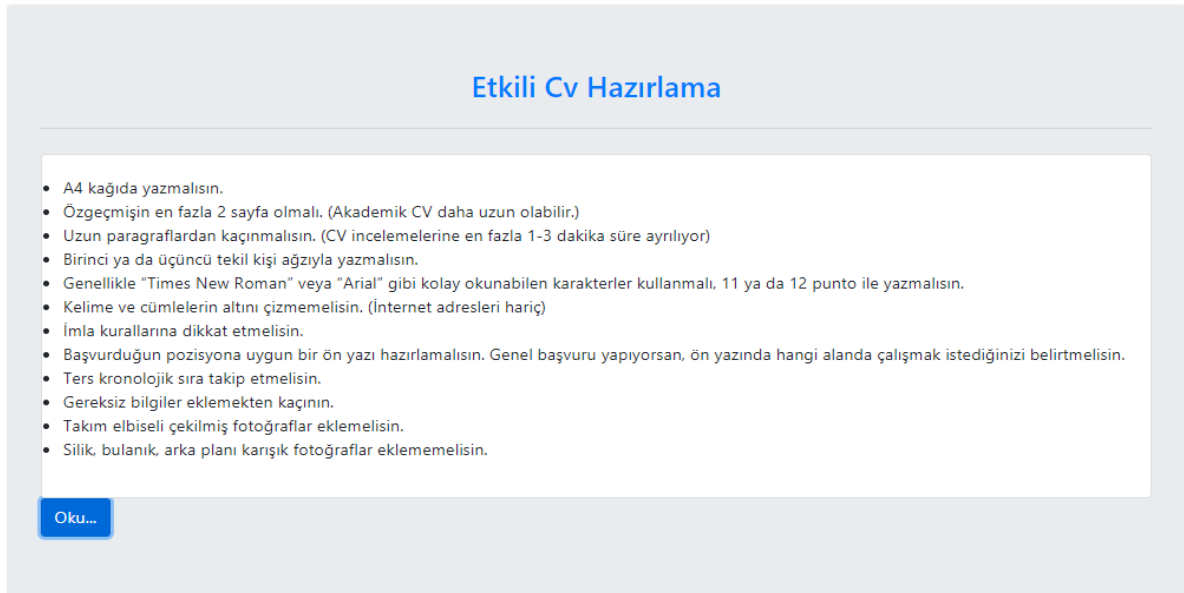 Etkili Cv Hazırlama
A4 kağıda yazmalısın.
Özgeçmişin en fazla 2 sayfa olmalı. (Akademik CV daha uzun olabilir.)
Uzun paragraflardan kaçınmalısın. (CV incelemelerine en fazla 1-3 dakika süre ayrılıyor)
Birinci ya da üçüncü tekil kişi ağzıyla yazmalısın.
Genellikle “Times New Roman” veya “Arial” gibi kolay okunabilen karakterler kullanmalı, 11 ya da 12 punto ile yazmalısın.
Kelime ve cümlelerin altını çizmemelisin. (İnternet adresleri hariç)
İmla kurallarına dikkat etmelisin.
Başvurduğun pozisyona uygun bir ön yazı hazırlamalısın. Genel başvuru yapıyorsan, ön yazında hangi alanda çalışmak istediğinizi belirtmelisin.
Ters kronolojik sıra takip etmelisin.
Gereksiz bilgiler eklemekten kaçının.
Takım elbiseli çekilmiş fotoğraflar eklemelisin.
Silik, bulanık, arka planı karışık fotoğraflar eklememelisin.
Oku...